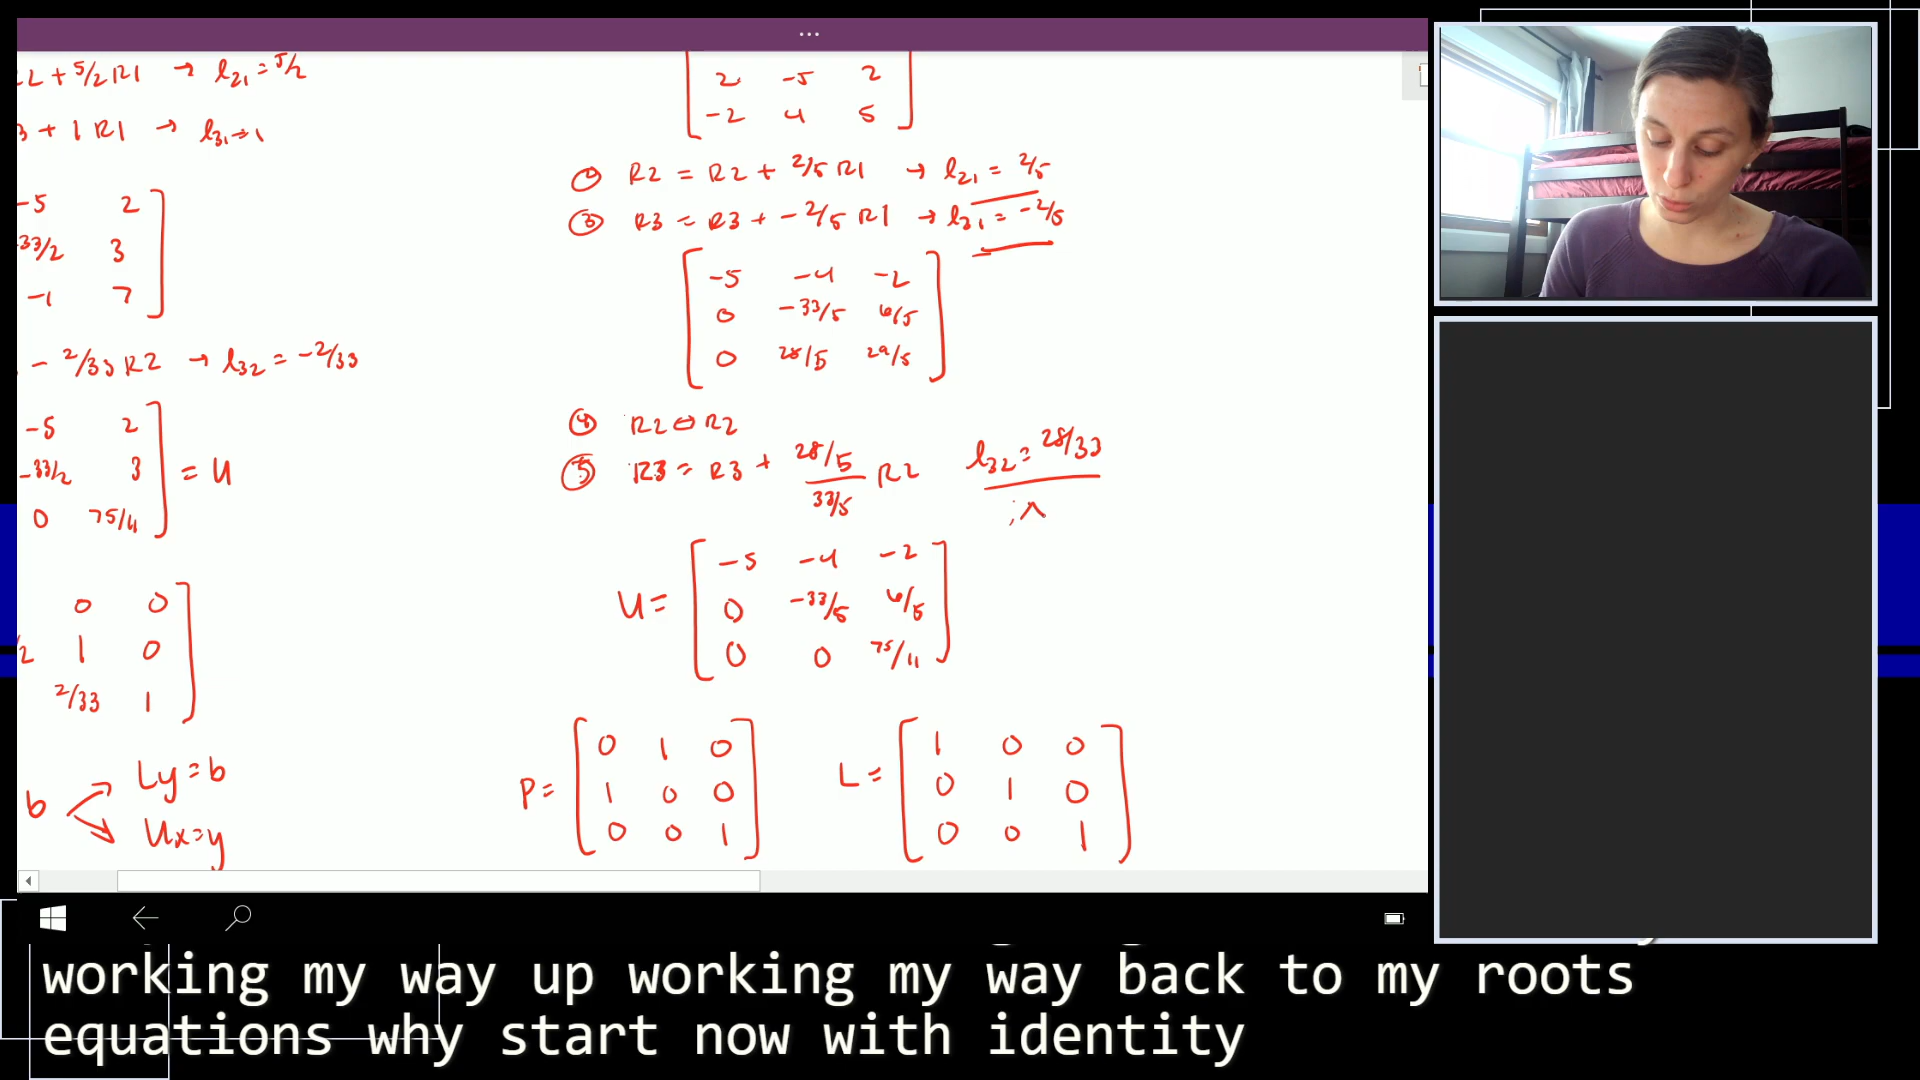 R2 + 5/2 R1 → l21 = 5/2
3 + 1 R1 → l31 = 1
-5 2
-33/2 3
-1 7
- 2/33 R2 → l32 = -2/33
-5 2
-33/2 3 = U
0 75/11
0 0
/2 1 0
2/33 1
b Ly = b
Ux = y
...
2 -5 2
-2 4 5
R2 = R2 + 2/5 R1 → l21 = 2/5
③ R3 = R3 + -2/5 R1 → l31 = -2/5
-5 -4 -2
0 -33/5 6/5
0 28/5 29/5
④ R2 ⇔ R2
⑤ R3 = R3 + 28/5 / 33/5 R2 l32 = 28/33
U = -5 -4 -2
0 -33/5 6/5
0 0 75/11
P = 0 1 0
1 0 0
0 0 1
L = 1 0 0
0 1 0
0 0 1
working my way up working my way back to my roots
equations why start now with identity